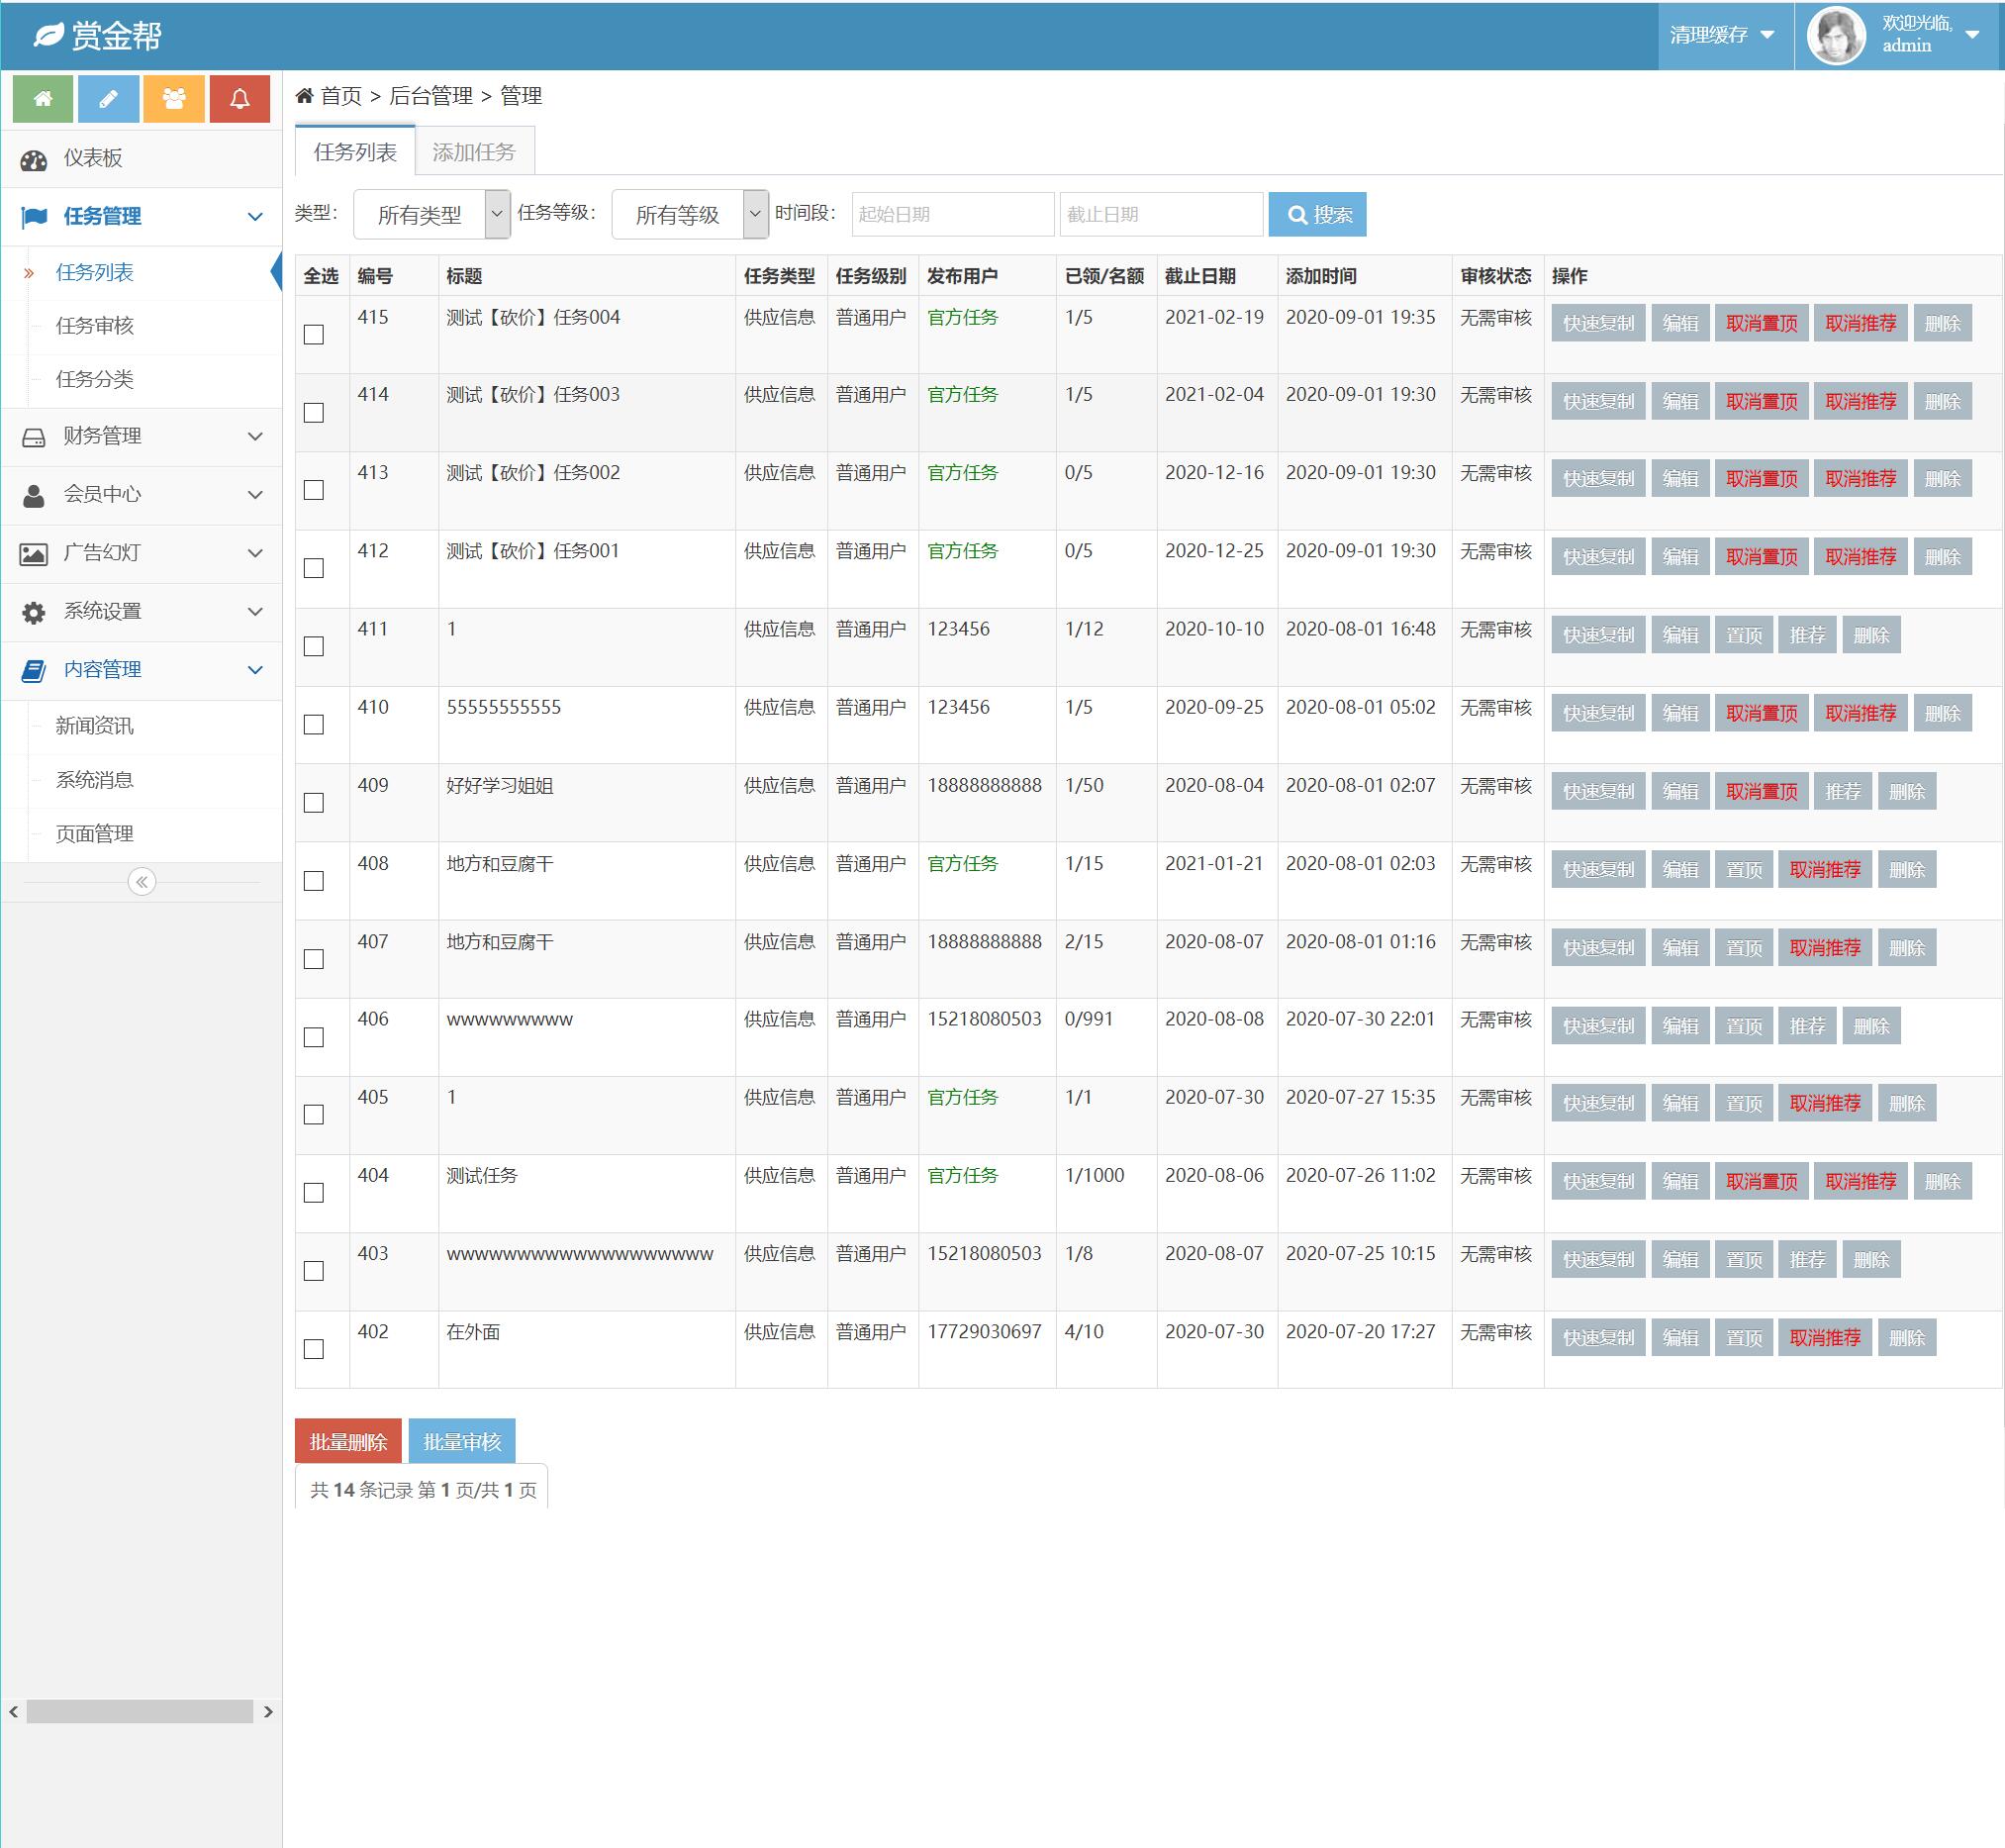 赏金帮
清理缓存
欢迎光临,
admin
首页 > 后台管理 > 管理
仪表板
任务管理
任务列表
任务审核
任务分类
财务管理
会员中心
广告幻灯
系统设置
内容管理
新闻资讯
系统消息
页面管理
任务列表 添加任务
类型： 所有类型 任务等级： 所有等级 时间段： 起始日期 截止日期 搜索
全选 编号 标题 任务类型 任务级别 发布用户 已领/名额 截止日期 添加时间 审核状态 操作
415 测试【砍价】任务004 供应信息 普通用户 官方任务 1/5 2021-02-19 2020-09-01 19:35 无需审核 快速复制 编辑 取消置顶 取消推荐 删除
414 测试【砍价】任务003 供应信息 普通用户 官方任务 1/5 2021-02-04 2020-09-01 19:30 无需审核 快速复制 编辑 取消置顶 取消推荐 删除
413 测试【砍价】任务002 供应信息 普通用户 官方任务 0/5 2020-12-16 2020-09-01 19:30 无需审核 快速复制 编辑 取消置顶 取消推荐 删除
412 测试【砍价】任务001 供应信息 普通用户 官方任务 0/5 2020-12-25 2020-09-01 19:30 无需审核 快速复制 编辑 取消置顶 取消推荐 删除
411 1 供应信息 普通用户 123456 1/12 2020-10-10 2020-08-01 16:48 无需审核 快速复制 编辑 置顶 推荐 删除
410 55555555555 供应信息 普通用户 123456 1/5 2020-09-25 2020-08-01 05:02 无需审核 快速复制 编辑 取消置顶 取消推荐 删除
409 好好学习姐姐 供应信息 普通用户 18888888888 1/50 2020-08-04 2020-08-01 02:07 无需审核 快速复制 编辑 取消置顶 推荐 删除
408 地方和豆腐干 供应信息 普通用户 官方任务 1/15 2021-01-21 2020-08-01 02:03 无需审核 快速复制 编辑 置顶 取消推荐 删除
407 地方和豆腐干 供应信息 普通用户 18888888888 2/15 2020-08-07 2020-08-01 01:16 无需审核 快速复制 编辑 置顶 取消推荐 删除
406 wwwwwwwww 供应信息 普通用户 15218080503 0/991 2020-08-08 2020-07-30 22:01 无需审核 快速复制 编辑 置顶 推荐 删除
405 1 供应信息 普通用户 官方任务 1/1 2020-07-30 2020-07-27 15:35 无需审核 快速复制 编辑 置顶 取消推荐 删除
404 测试任务 供应信息 普通用户 官方任务 1/1000 2020-08-06 2020-07-26 11:02 无需审核 快速复制 编辑 取消置顶 取消推荐 删除
403 wwwwwwwwwwwwwwwwwww 供应信息 普通用户 15218080503 1/8 2020-08-07 2020-07-25 10:15 无需审核 快速复制 编辑 置顶 推荐 删除
402 在外面 供应信息 普通用户 17729030697 4/10 2020-07-30 2020-07-20 17:27 无需审核 快速复制 编辑 置顶 取消推荐 删除
批量删除 批量审核
共 14 条记录 第 1 页/共 1 页